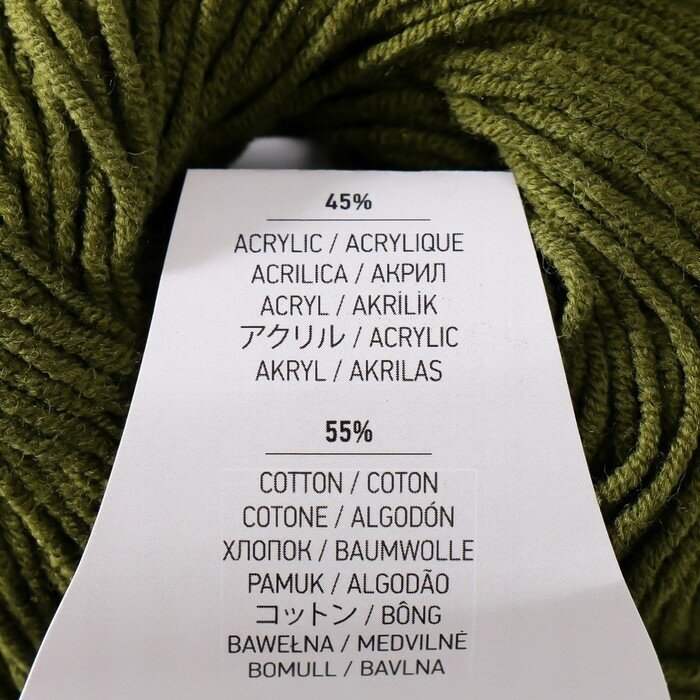 45%
ACRYLIC / ACRYLIQUE
ACRILICA / АКРИЛ
ACRYL / AKRİLİK
アクリル / ACRYLIC
AKRYL / AKRILAS
55%
COTTON / COTON
COTONE / ALGODÓN
ХЛОПОК / BAUMWOLLE
PAMUK / ALGODÃO
コットン / BÔNG
BAWEŁNA / MEDVILNĖ
BOMULL / BAVLNA